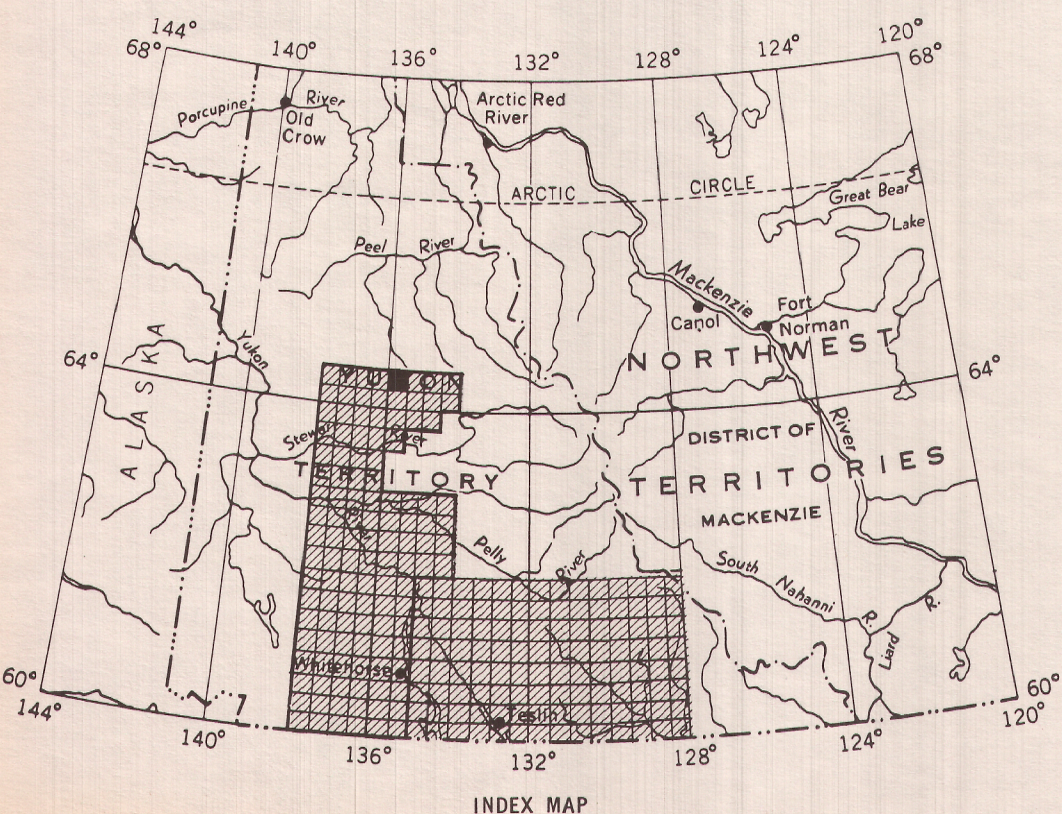 144°
68°
140°
136°
132°
128°
124°
120°
68°
Porcupine River
Old
Crow
Arctic Red
River
ARCTIC CIRCLE
Great Bear
Lake
Peel River
Mackenzie
Canol
Fort
Norman
Yukon
ALASKA
64°
YUKON
NORTHWEST
64°
Stewart River
DISTRICT OF
River
TERRITORY
TERRITORIES
MACKENZIE
Pelly
River
South
Nahanni
R.
Liard
R.
Whitehorse
Teslin
60°
144°
140°
136°
132°
128°
124°
60°
120°
INDEX MAP